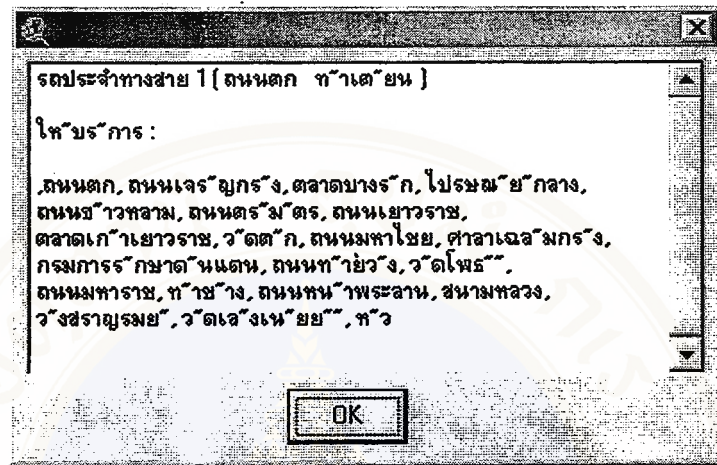 รถประจำทางสาย 1 ( ถนนตก ท˝าเต˝ยน )
ให˝บร˝การ :
,ถนนตก, ถนนเจร˝ญกร˝ง,ตลาดบางร˝ก,ไปรษณ˝ย˝กลาง,
ถนนข˝าวหลาม, ถนนตร˝ม˝ตร, ถนนเยาวราช,
ตลาดเก˝าเยาวราช,ว˝ดต˝ก, ถนนมหาไชย, ศาลาเฉล˝มกร˝ง,
กรมการร˝กษาด˝นแดน, ถนนท˝ายว˝ง,ว˝ดโพธ˝˝,
ถนนมหาราช, ท˝าช˝าง, ถนนหน˝าพระลาน, สนามหลวง,
ว˝งสราญรมย˝,ว˝ดเล˝งเน˝ยย˝˝, ห˝ว
OK